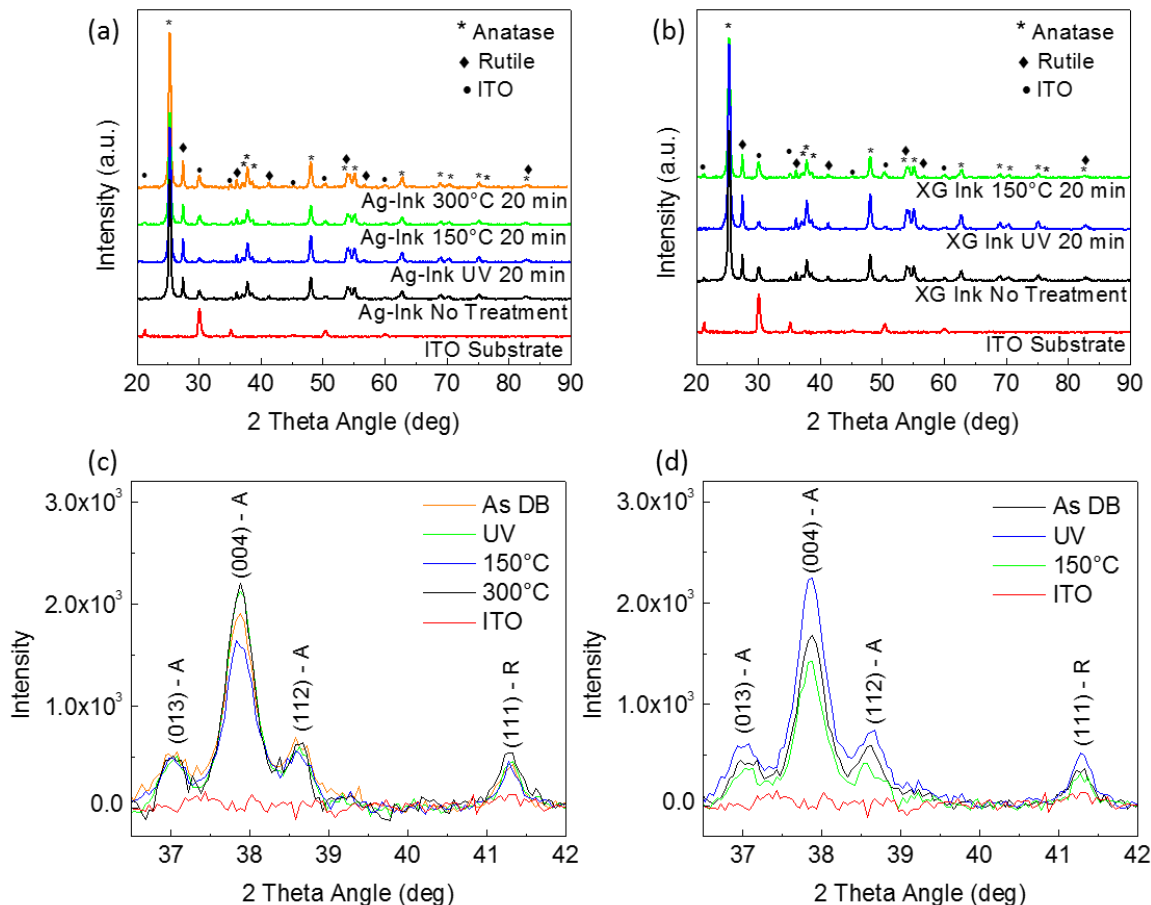 (a)
* Anatase
♦ Rutile
• ITO
Intensity (a.u.)
Ag-Ink 300°C 20 min
Ag-Ink 150°C 20 min
Ag-Ink UV 20 min
Ag-Ink No Treatment
ITO Substrate
20 30 40 50 60 70 80 90
2 Theta Angle (deg)
(b)
* Anatase
♦ Rutile
• ITO
Intensity (a.u.)
XG Ink 150°C 20 min
XG Ink UV 20 min
XG Ink No Treatment
ITO Substrate
20 30 40 50 60 70 80 90
2 Theta Angle (deg)
(c)
3.0x10³
2.0x10³
1.0x10³
0.0
Intensity
(013) - A
(004) - A
(112) - A
(111) - R
As DB
UV
150°C
300°C
ITO
37 38 39 40 41 42
2 Theta Angle (deg)
(d)
3.0x10³
2.0x10³
1.0x10³
0.0
Intensity
(013) - A
(004) - A
(112) - A
(111) - R
As DB
UV
150°C
ITO
37 38 39 40 41 42
2 Theta Angle (deg)